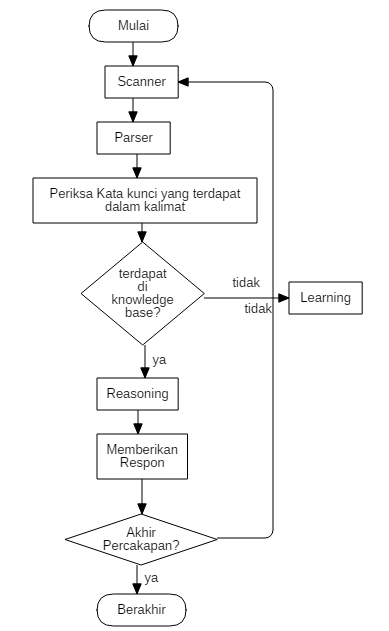 Mulai
Scanner
Parser
Periksa Kata kunci yang terdapat
dalam kalimat
terdapat
di
knowledge
base?
tidak
Learning
tidak
ya
Reasoning
Memberikan
Respon
Akhir
Percakapan?
ya
Berakhir